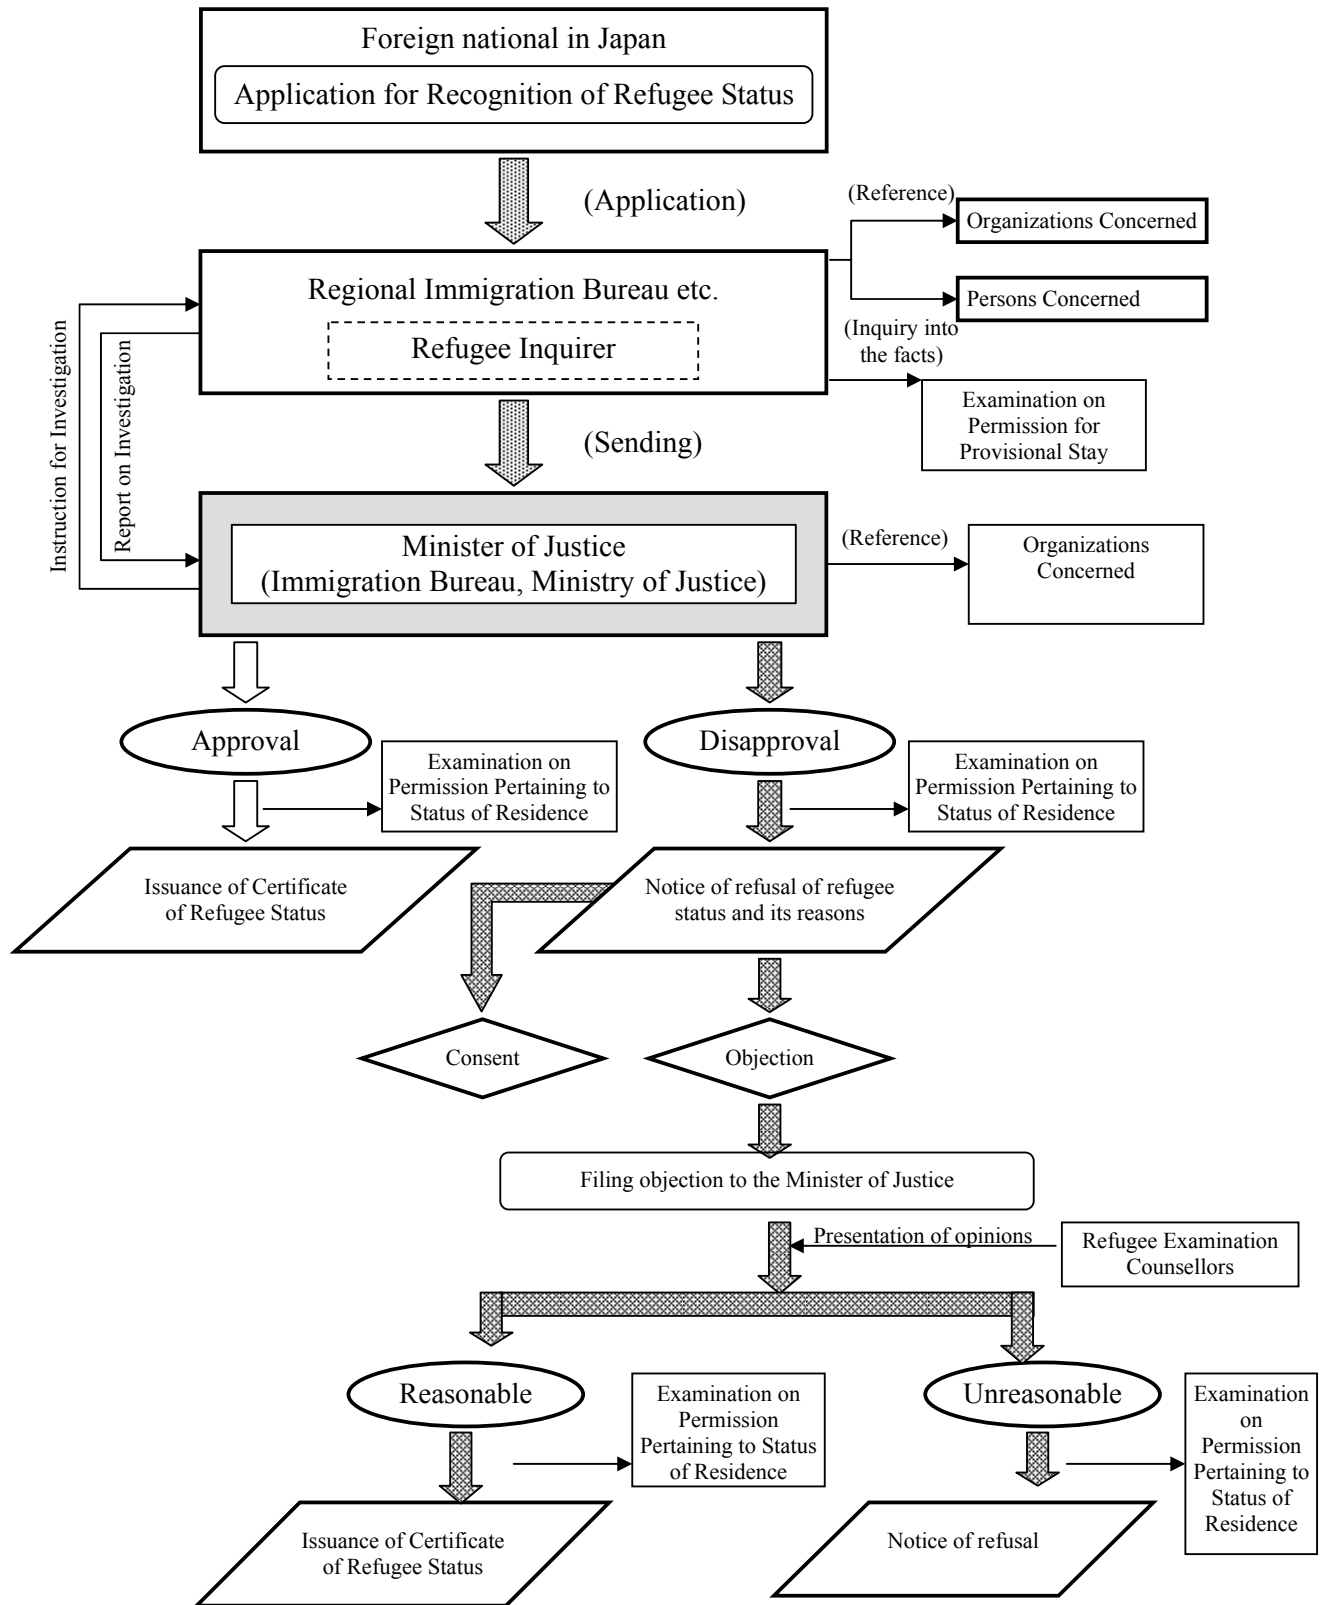 Foreign national in Japan
Application for Recognition of Refugee Status
(Application)
(Reference)
Organizations Concerned
Persons Concerned
Regional Immigration Bureau etc.
Refugee Inquirer
(Inquiry into
the facts)
Examination on
Permission for
Provisional Stay
Instruction for Investigation
Report on Investigation
(Sending)
Minister of Justice
(Immigration Bureau, Ministry of Justice)
(Reference)
Organizations
Concerned
Approval
Examination on
Permission Pertaining to
Status of Residence
Disapproval
Examination on
Permission Pertaining to
Status of Residence
Issuance of Certificate
of Refugee Status
Notice of refusal of refugee
status and its reasons
Consent
Objection
Filing objection to the Minister of Justice
Presentation of opinions
Refugee Examination
Counsellors
Reasonable
Examination on
Permission
Pertaining to Status
of Residence
Unreasonable
Examination
on
Permission
Pertaining to
Status of
Residence
Issuance of Certificate
of Refugee Status
Notice of refusal